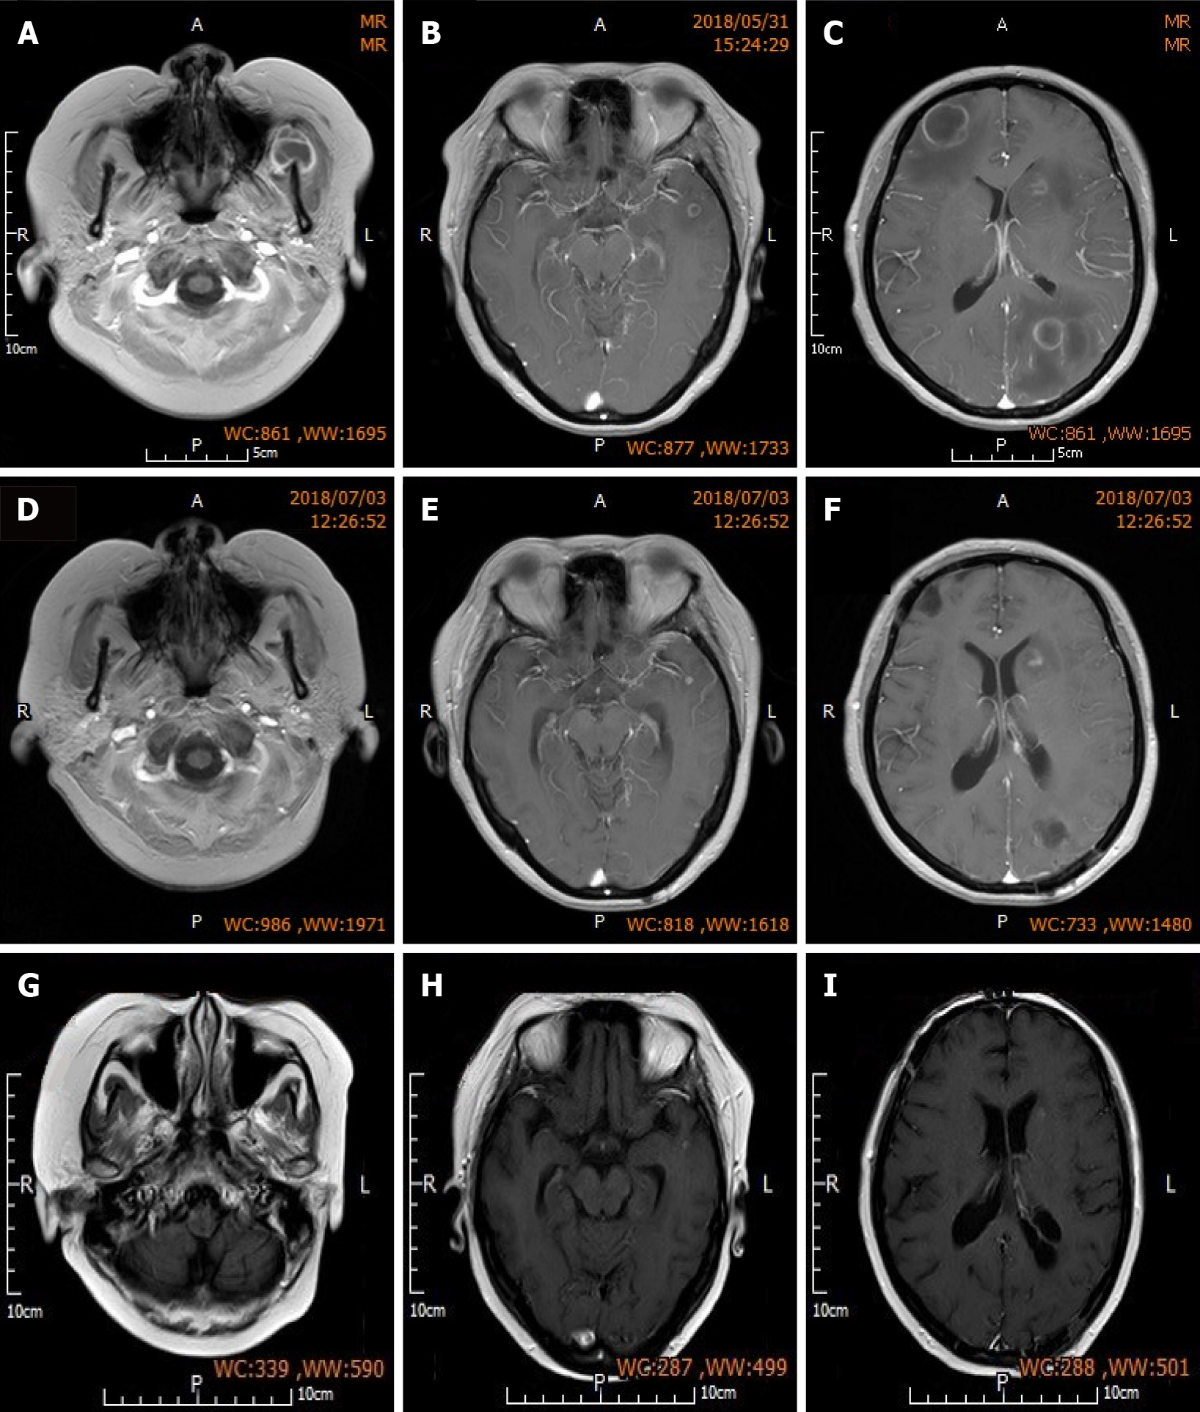 A
A
MR
MR
R
L
10cm
WC:861 ,WW:1695
P
5cm
B
A
2018/05/31
15:24:29
R
L
P
WC:877 ,WW:1733
C
A
MR
MR
R
L
10cm
WC:861 ,WW:1695
P
5cm
D
A
2018/07/03
12:26:52
R
L
P
WC:986 ,WW:1971
E
A
2018/07/03
12:26:52
R
L
P
WC:818 ,WW:1618
F
A
2018/07/03
12:26:52
R
L
P
WC:733 ,WW:1480
G
R
L
10cm
WC:339 ,WW:590
P
10cm
H
R
L
10cm
WC:287 ,WW:499
P
10cm
I
R
L
10cm
WC:288 ,WW:501
P
10cm